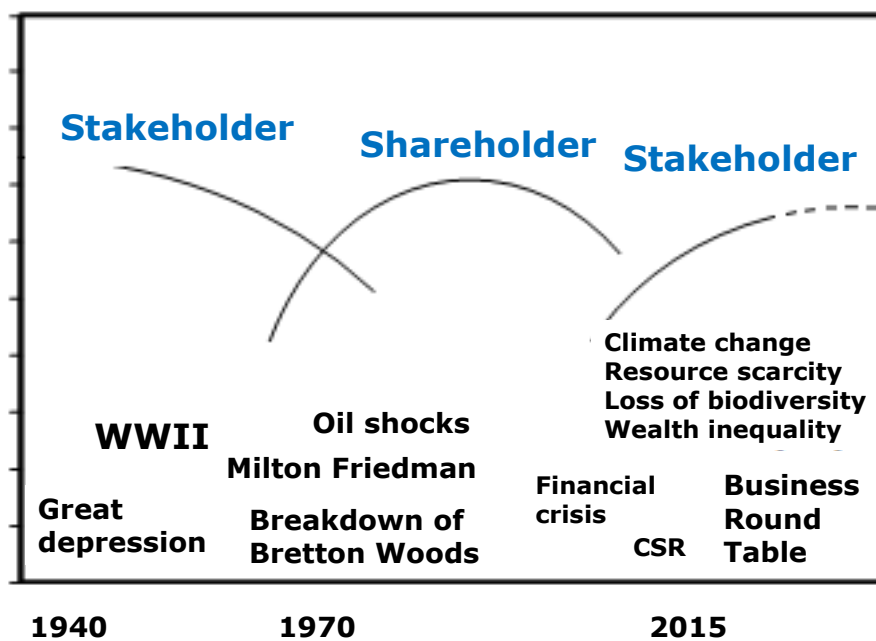 Stakeholder
Shareholder
Stakeholder
Climate change
Resource scarcity
Loss of biodiversity
Wealth inequality
WWII
Oil shocks
Milton Friedman
Great
depression
Breakdown of
Bretton Woods
Financial
crisis
CSR
Business
Round
Table
1940
1970
2015